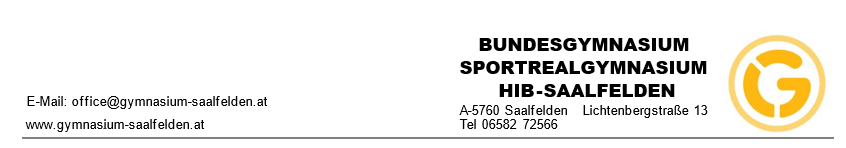 BUNDESGYMNASIUM
SPORTREALGYMNASIUM
HIB-SAALFELDEN
E-Mail: office@gymnasium-saalfelden.at
www.gymnasium-saalfelden.at
A-5760 Saalfelden Lichtenbergstraße 13
Tel 06582 72566
G